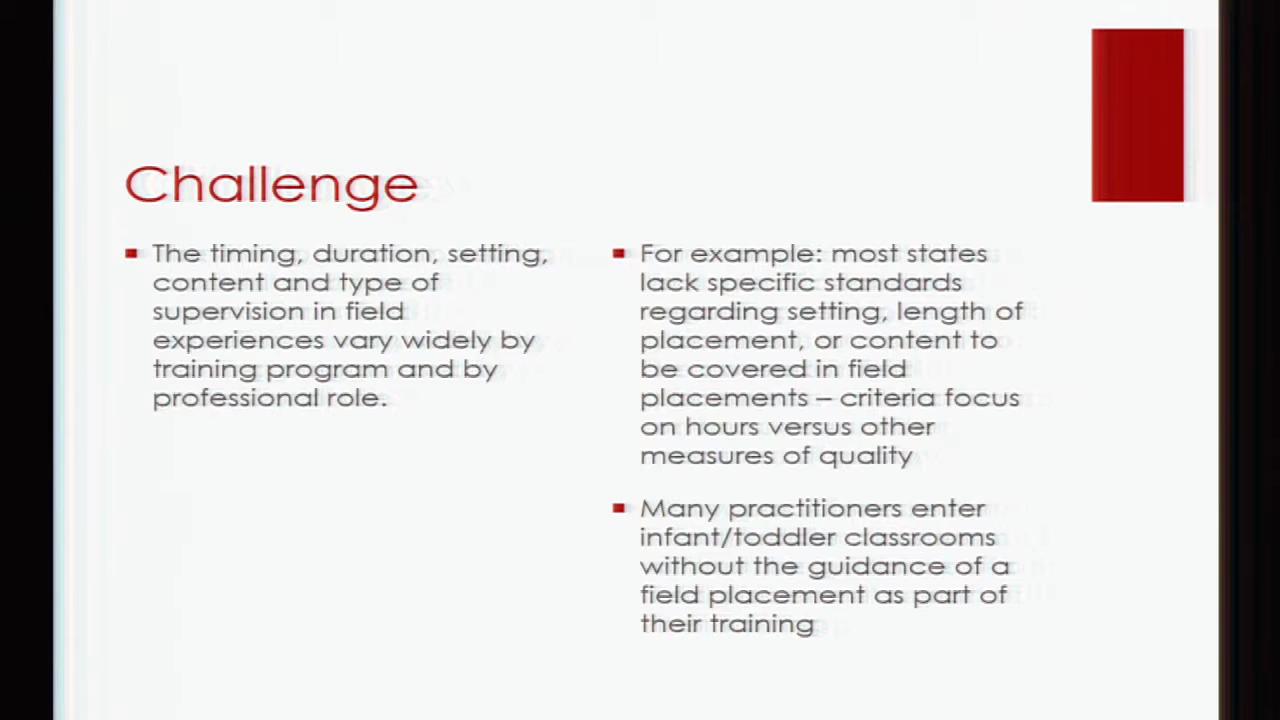 Challenge
The timing, duration, setting,
content and type of
supervision in field
experiences vary widely by
training program and by
professional role.
For example: most states
lack specific standards
regarding setting, length of
placement, or content to
be covered in field
placements – criteria focus
on hours versus other
measures of quality
Many practitioners enter
infant/toddler classrooms
without the guidance of a
field placement as part of
their training